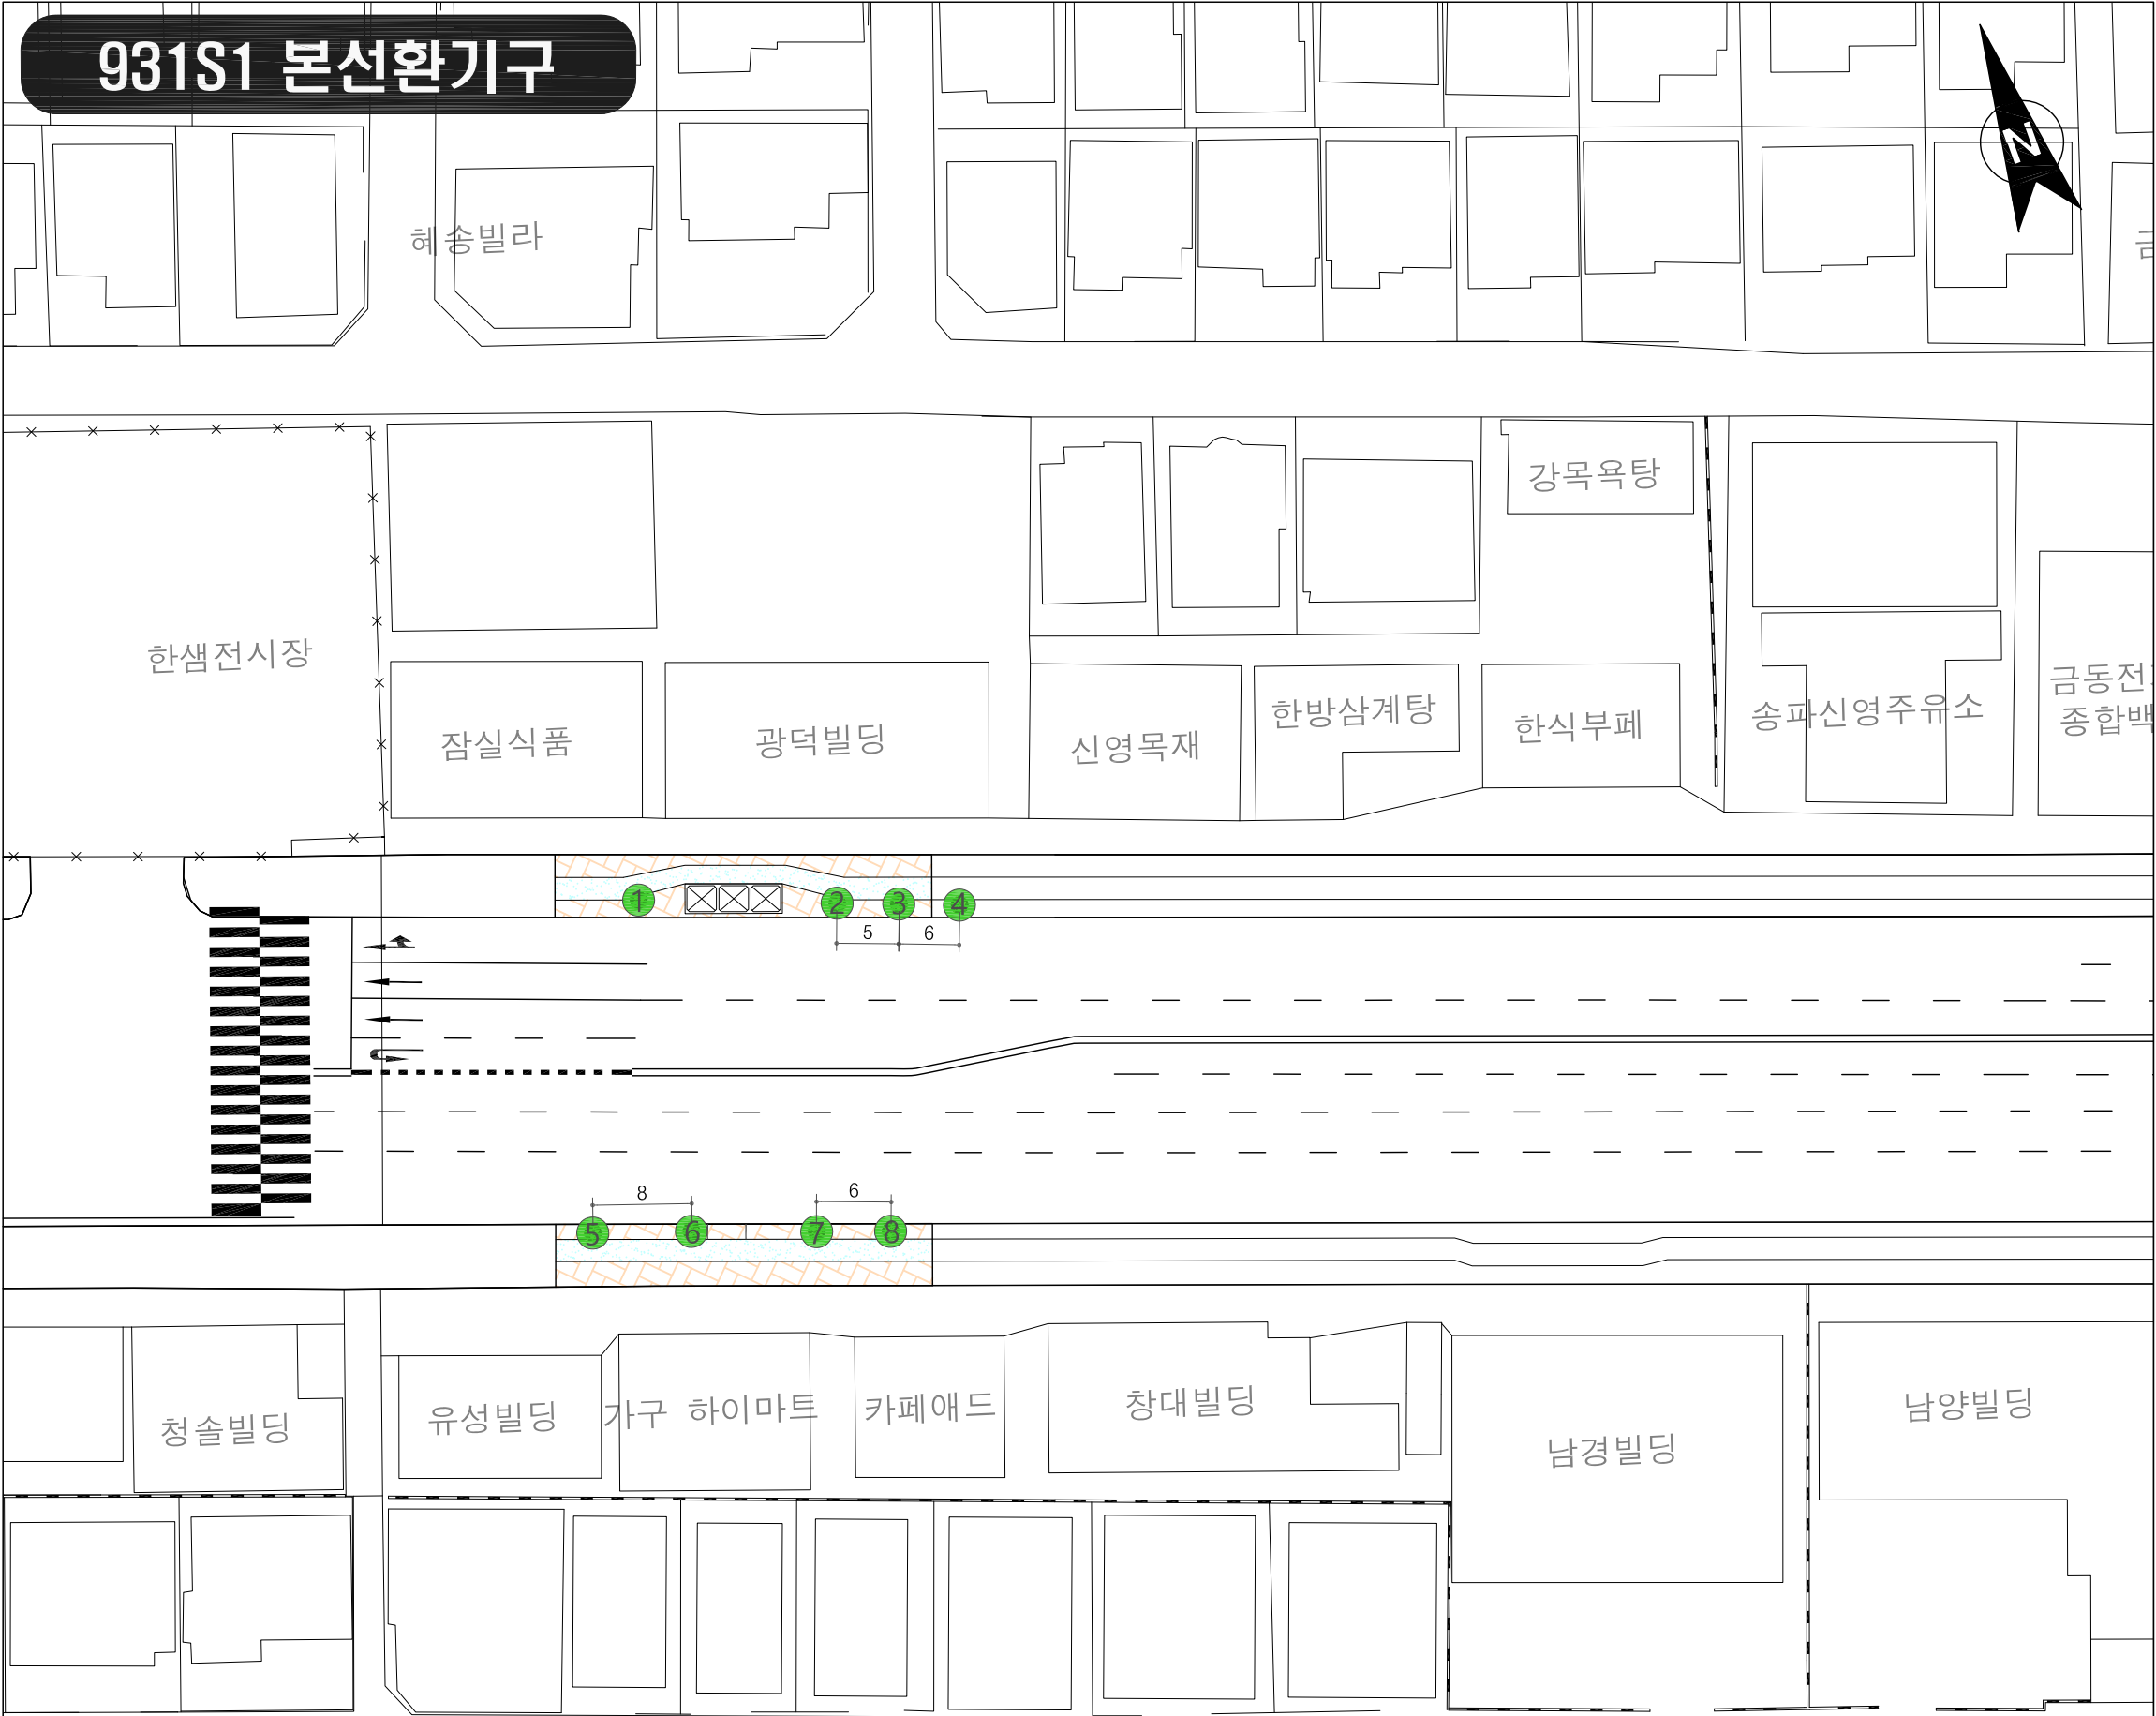 931S1 본선환기구
N
혜송빌라
강목욕탕
한샘전시장
잠실식품
광덕빌딩
신영목재
한방삼계탕
한식부페
송파신영주유소
금동전
종합백
1
2
3
4
5
6
8
6
5
6
7
8
청솔빌딩
유성빌딩
가구 하이마트
카페애드
창대빌딩
남경빌딩
남양빌딩